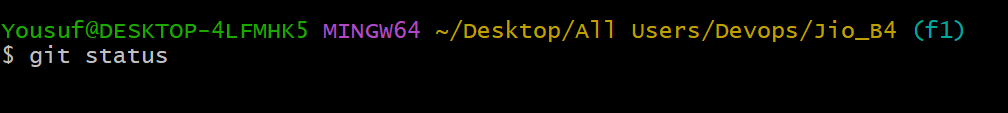 Yousuf@DESKTOP-4LFMHK5 MINGW64 ~/Desktop/All Users/Devops/Jio_B4 (f1)
$ git status